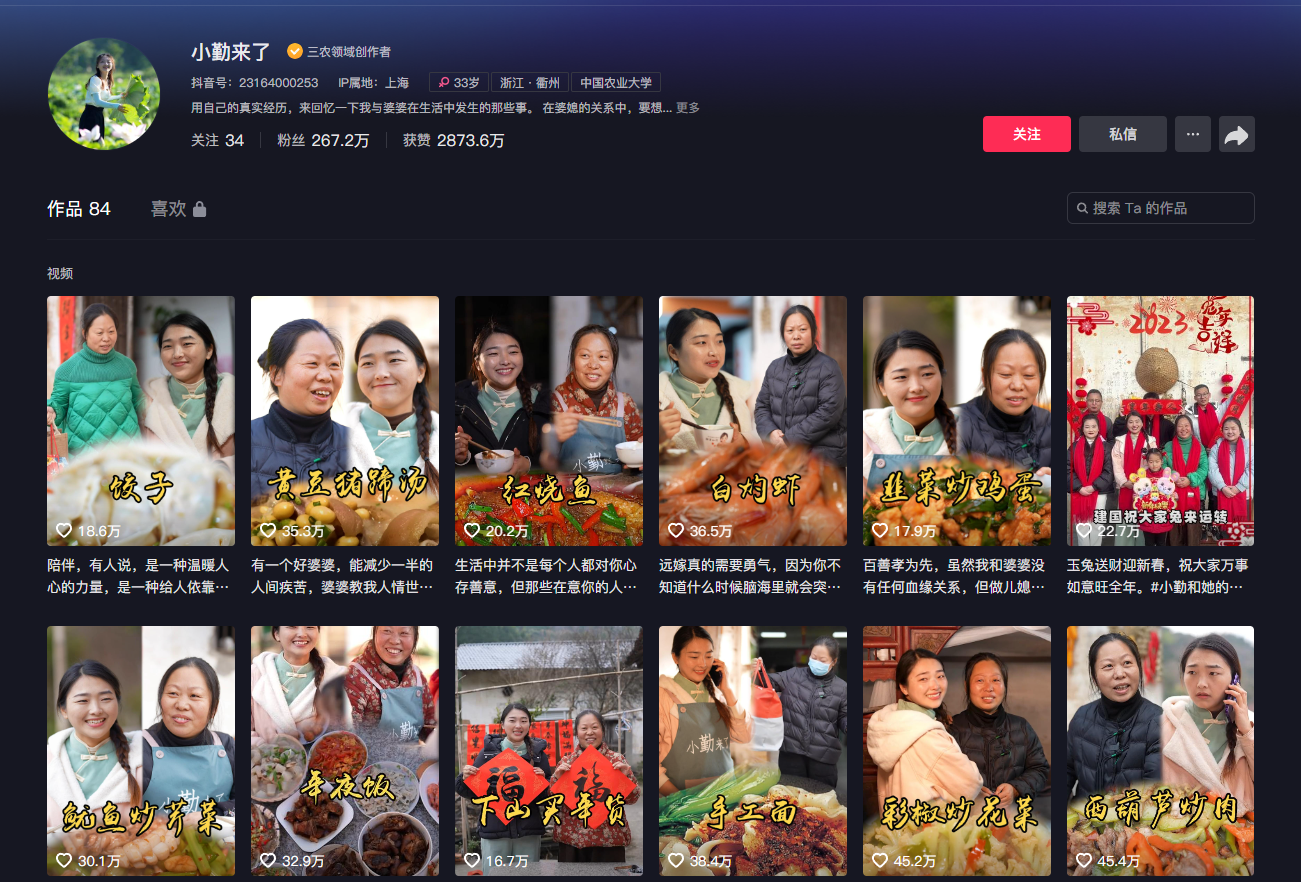 小勤来了 三农领域创作者
抖音号：23164000253 IP属地：上海 33岁 浙江·衢州 中国农业大学
用自己的真实经历，来回忆一下我与婆婆在生活中发生的那些事。 在婆媳的关系中，要想... 更多
关注 34 粉丝 267.2万 获赞 2873.6万
关注 私信 ···
作品 84 喜欢
搜索 Ta 的作品
视频
饺子
18.6万
陪伴，有人说，是一种温暖人
心的力量，是一种给人依靠···
黄豆猪蹄汤
35.3万
有一个好婆婆，能减少一半的
人间疾苦，婆婆教我人情世···
小勤
红烧鱼
20.2万
生活中并不是每个人都对你心
存善意，但那些在意你的人···
白灼虾
36.5万
远嫁真的需要勇气，因为你不
知道什么时候脑海里就会突···
韭菜炒鸡蛋
17.9万
百善孝为先，虽然我和婆婆没
有任何血缘关系，但做儿媳···
2023 兔年
吉祥
建国祝大家兔来运转
22.7万
玉兔送财迎新春，祝大家万事
如意旺全年。#小勤和她的···
鱿鱼炒芹菜
30.1万
小勤
年夜饭
32.9万
福 福
下山买年货
16.7万
小勤来了
手工面
38.4万
彩椒炒花菜
45.2万
西葫芦炒肉
45.4万